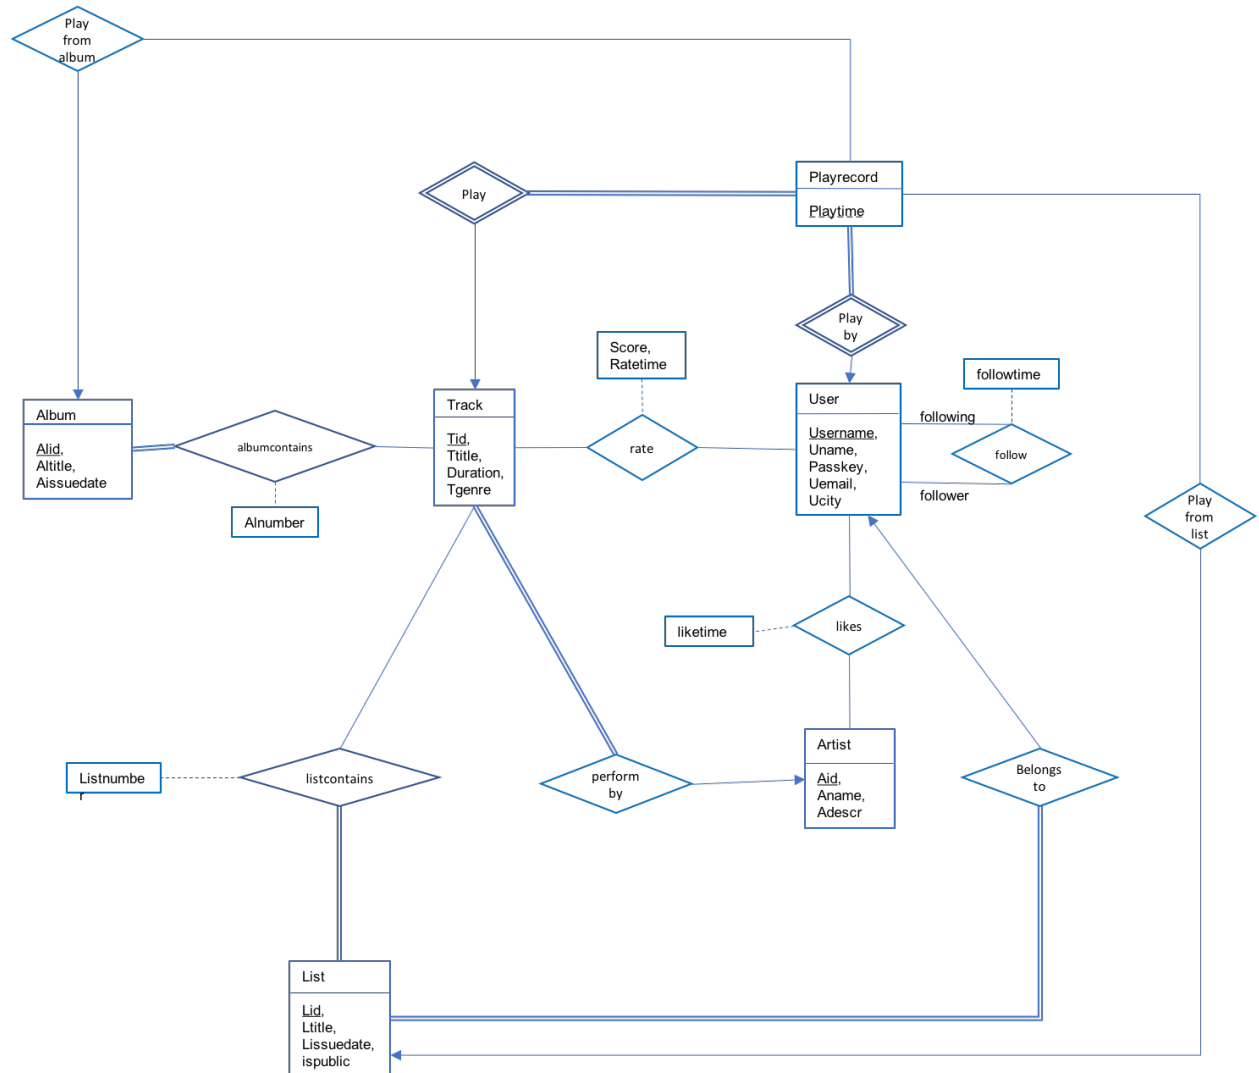 Play
from
album
Playrecord
Playtime
Play
Play
by
Score,
Ratetime
followtime
Album
Alid,
Altitle,
Aissuedate
albumcontains
Alnumber
Track
Tid,
Ttitle,
Duration,
Tgenre
rate
User
Username,
Uname,
Passkey,
Uemail,
Ucity
following
follow
follower
Play
from
list
liketime
likes
Artist
Aid,
Aname,
Adescr
Listnumbe
r
listcontains
perform
by
Belongs
to
List
Lid,
Ltitle,
Lissuedate,
ispublic